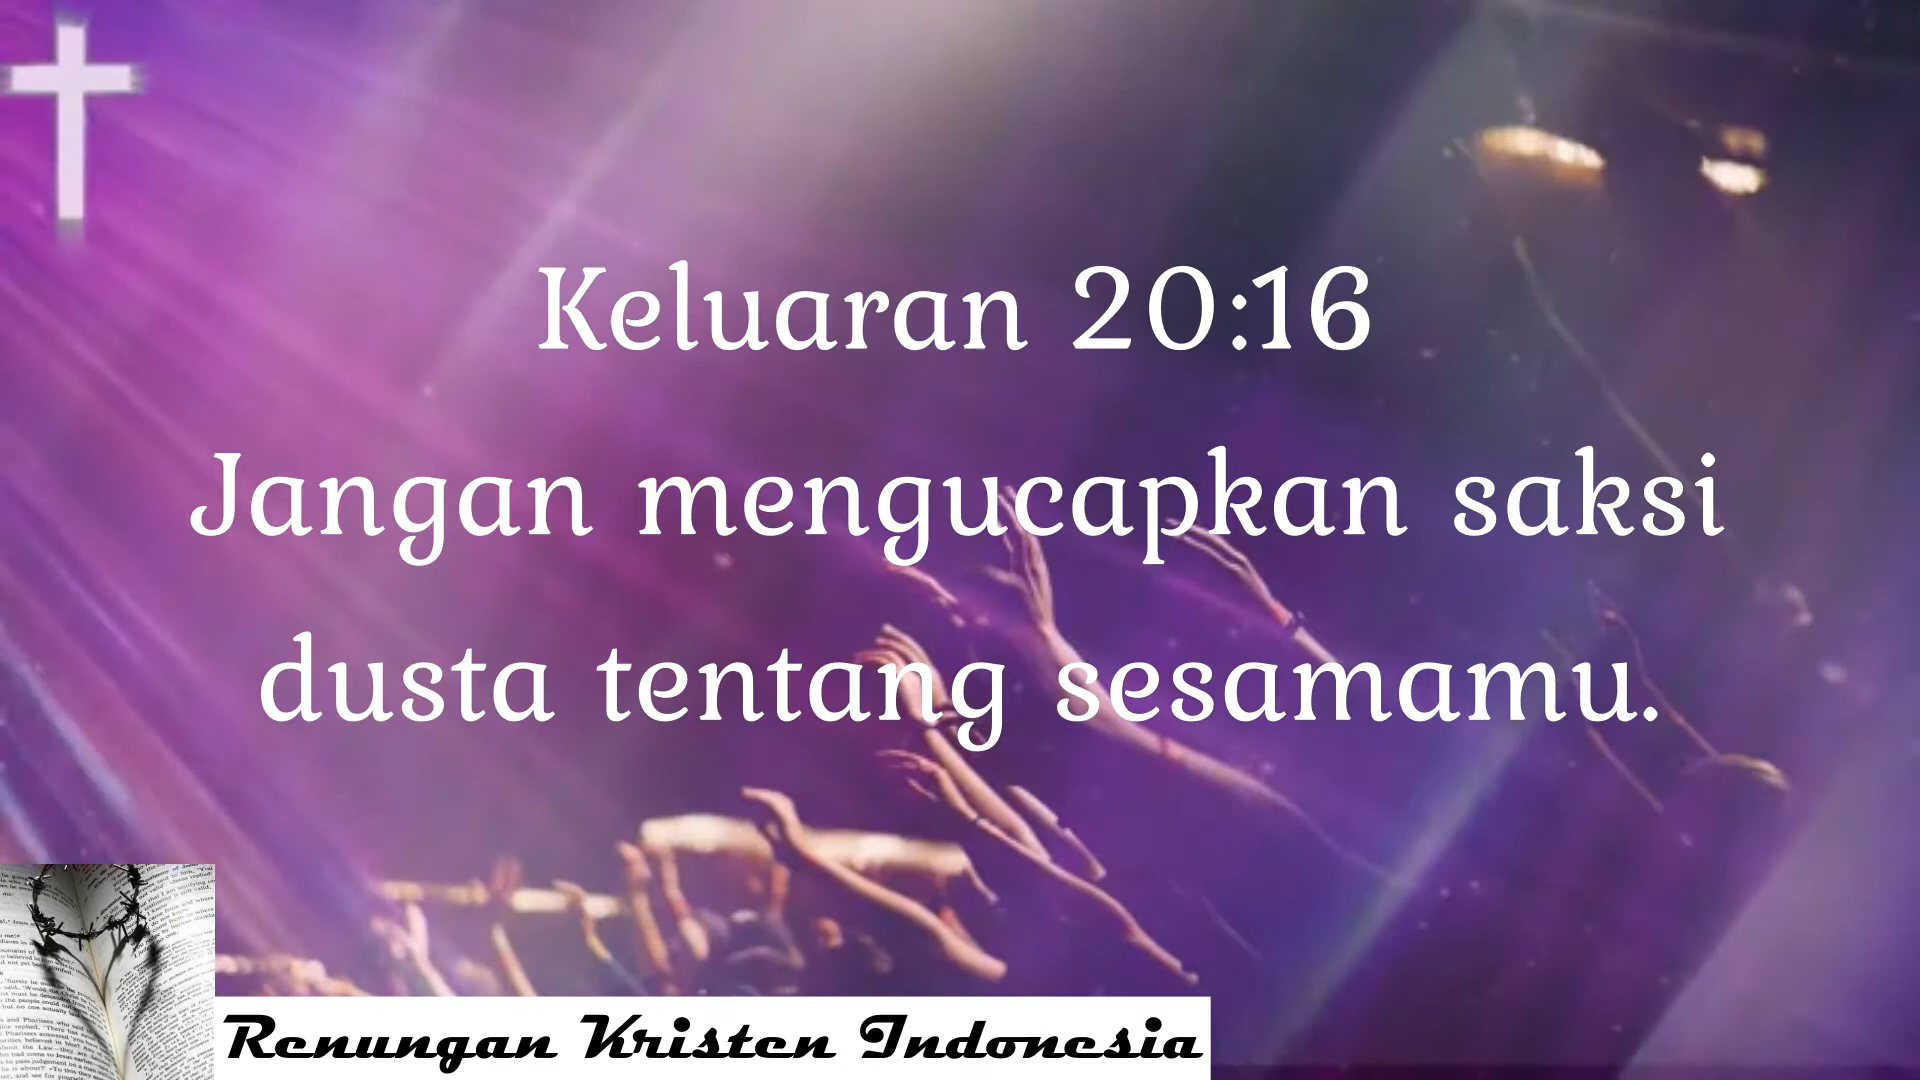 Keluaran 20:16
Jangan mengucapkan saksi
dusta tentang sesamamu.
Renungan Kristen Indonesia